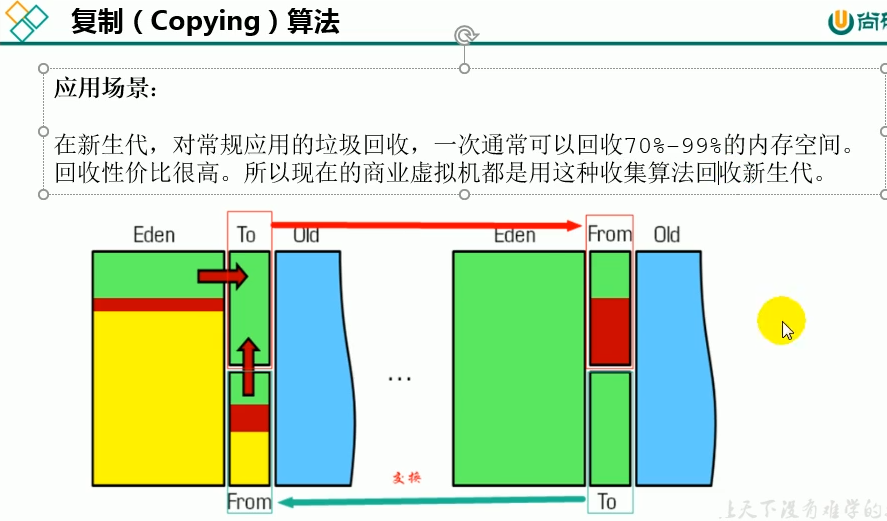 复制（Copying）算法
应用场景：
在新生代，对常规应用的垃圾回收，一次通常可以回收70%-99%的内存空间。
回收性价比很高。所以现在的商业虚拟机都是用这种收集算法回收新生代。
Eden To Old Eden From Old
...
变换
From To
上天下没有难学的